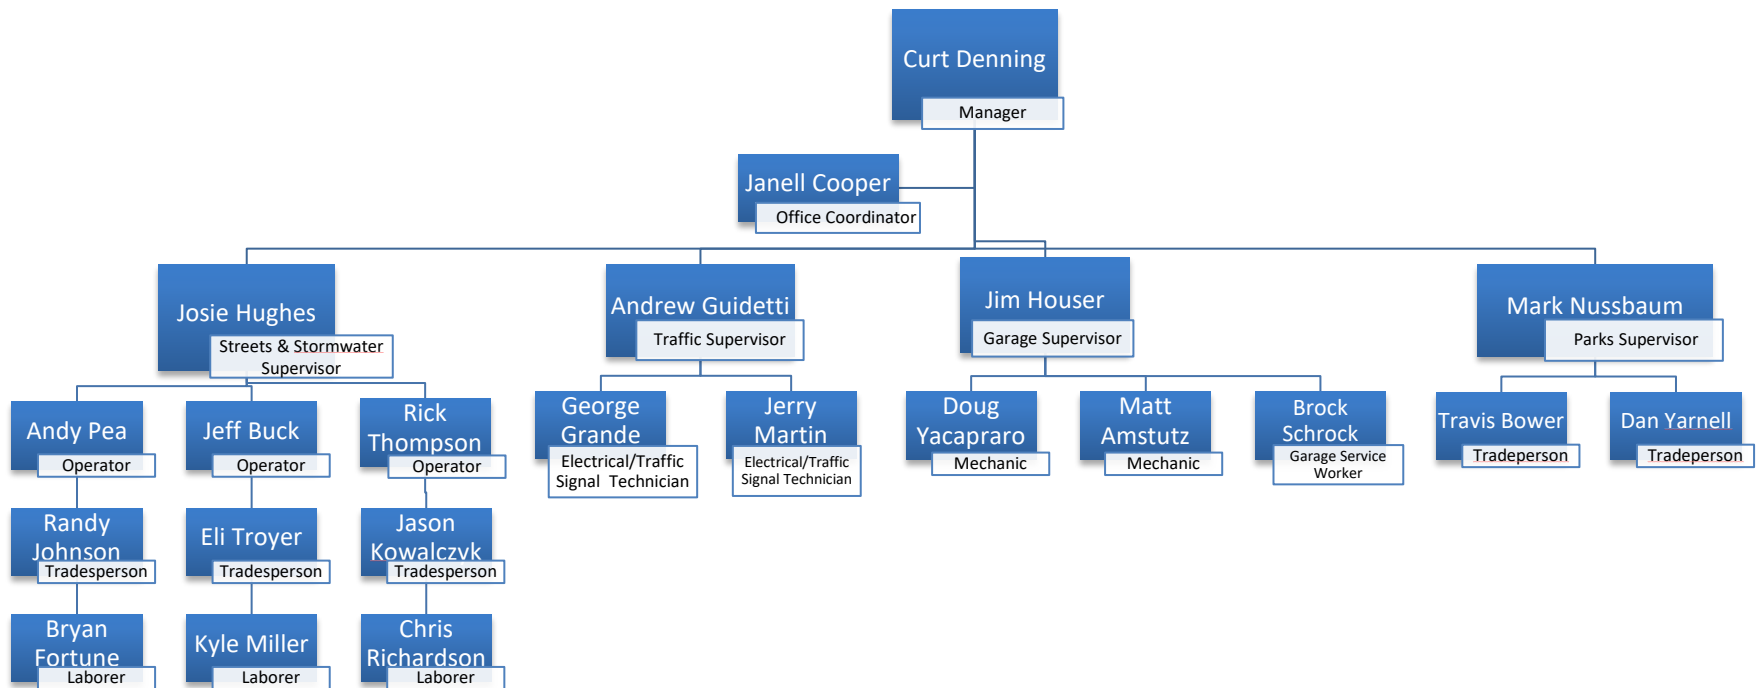 Curt Denning
Manager
Janell Cooper
Office Coordinator
Josie Hughes
Streets & Stormwater
Supervisor
Andrew Guidetti
Traffic Supervisor
Jim Houser
Garage Supervisor
Mark Nussbaum
Parks Supervisor
Andy Pea
Operator
Jeff Buck
Operator
Rick
Thompson
Operator
George
Grande
Electrical/Traffic
Signal Technician
Jerry
Martin
Electrical/Traffic
Signal Technician
Doug
Yacapraro
Mechanic
Matt
Amstutz
Mechanic
Brock
Schrock
Garage Service
Worker
Travis Bower
Tradeperson
Dan Yarnell
Tradeperson
Randy
Johnson
Tradesperson
Eli Troyer
Tradesperson
Jason
Kowalczyk
Tradesperson
Bryan
Fortune
Laborer
Kyle Miller
Laborer
Chris
Richardson
Laborer